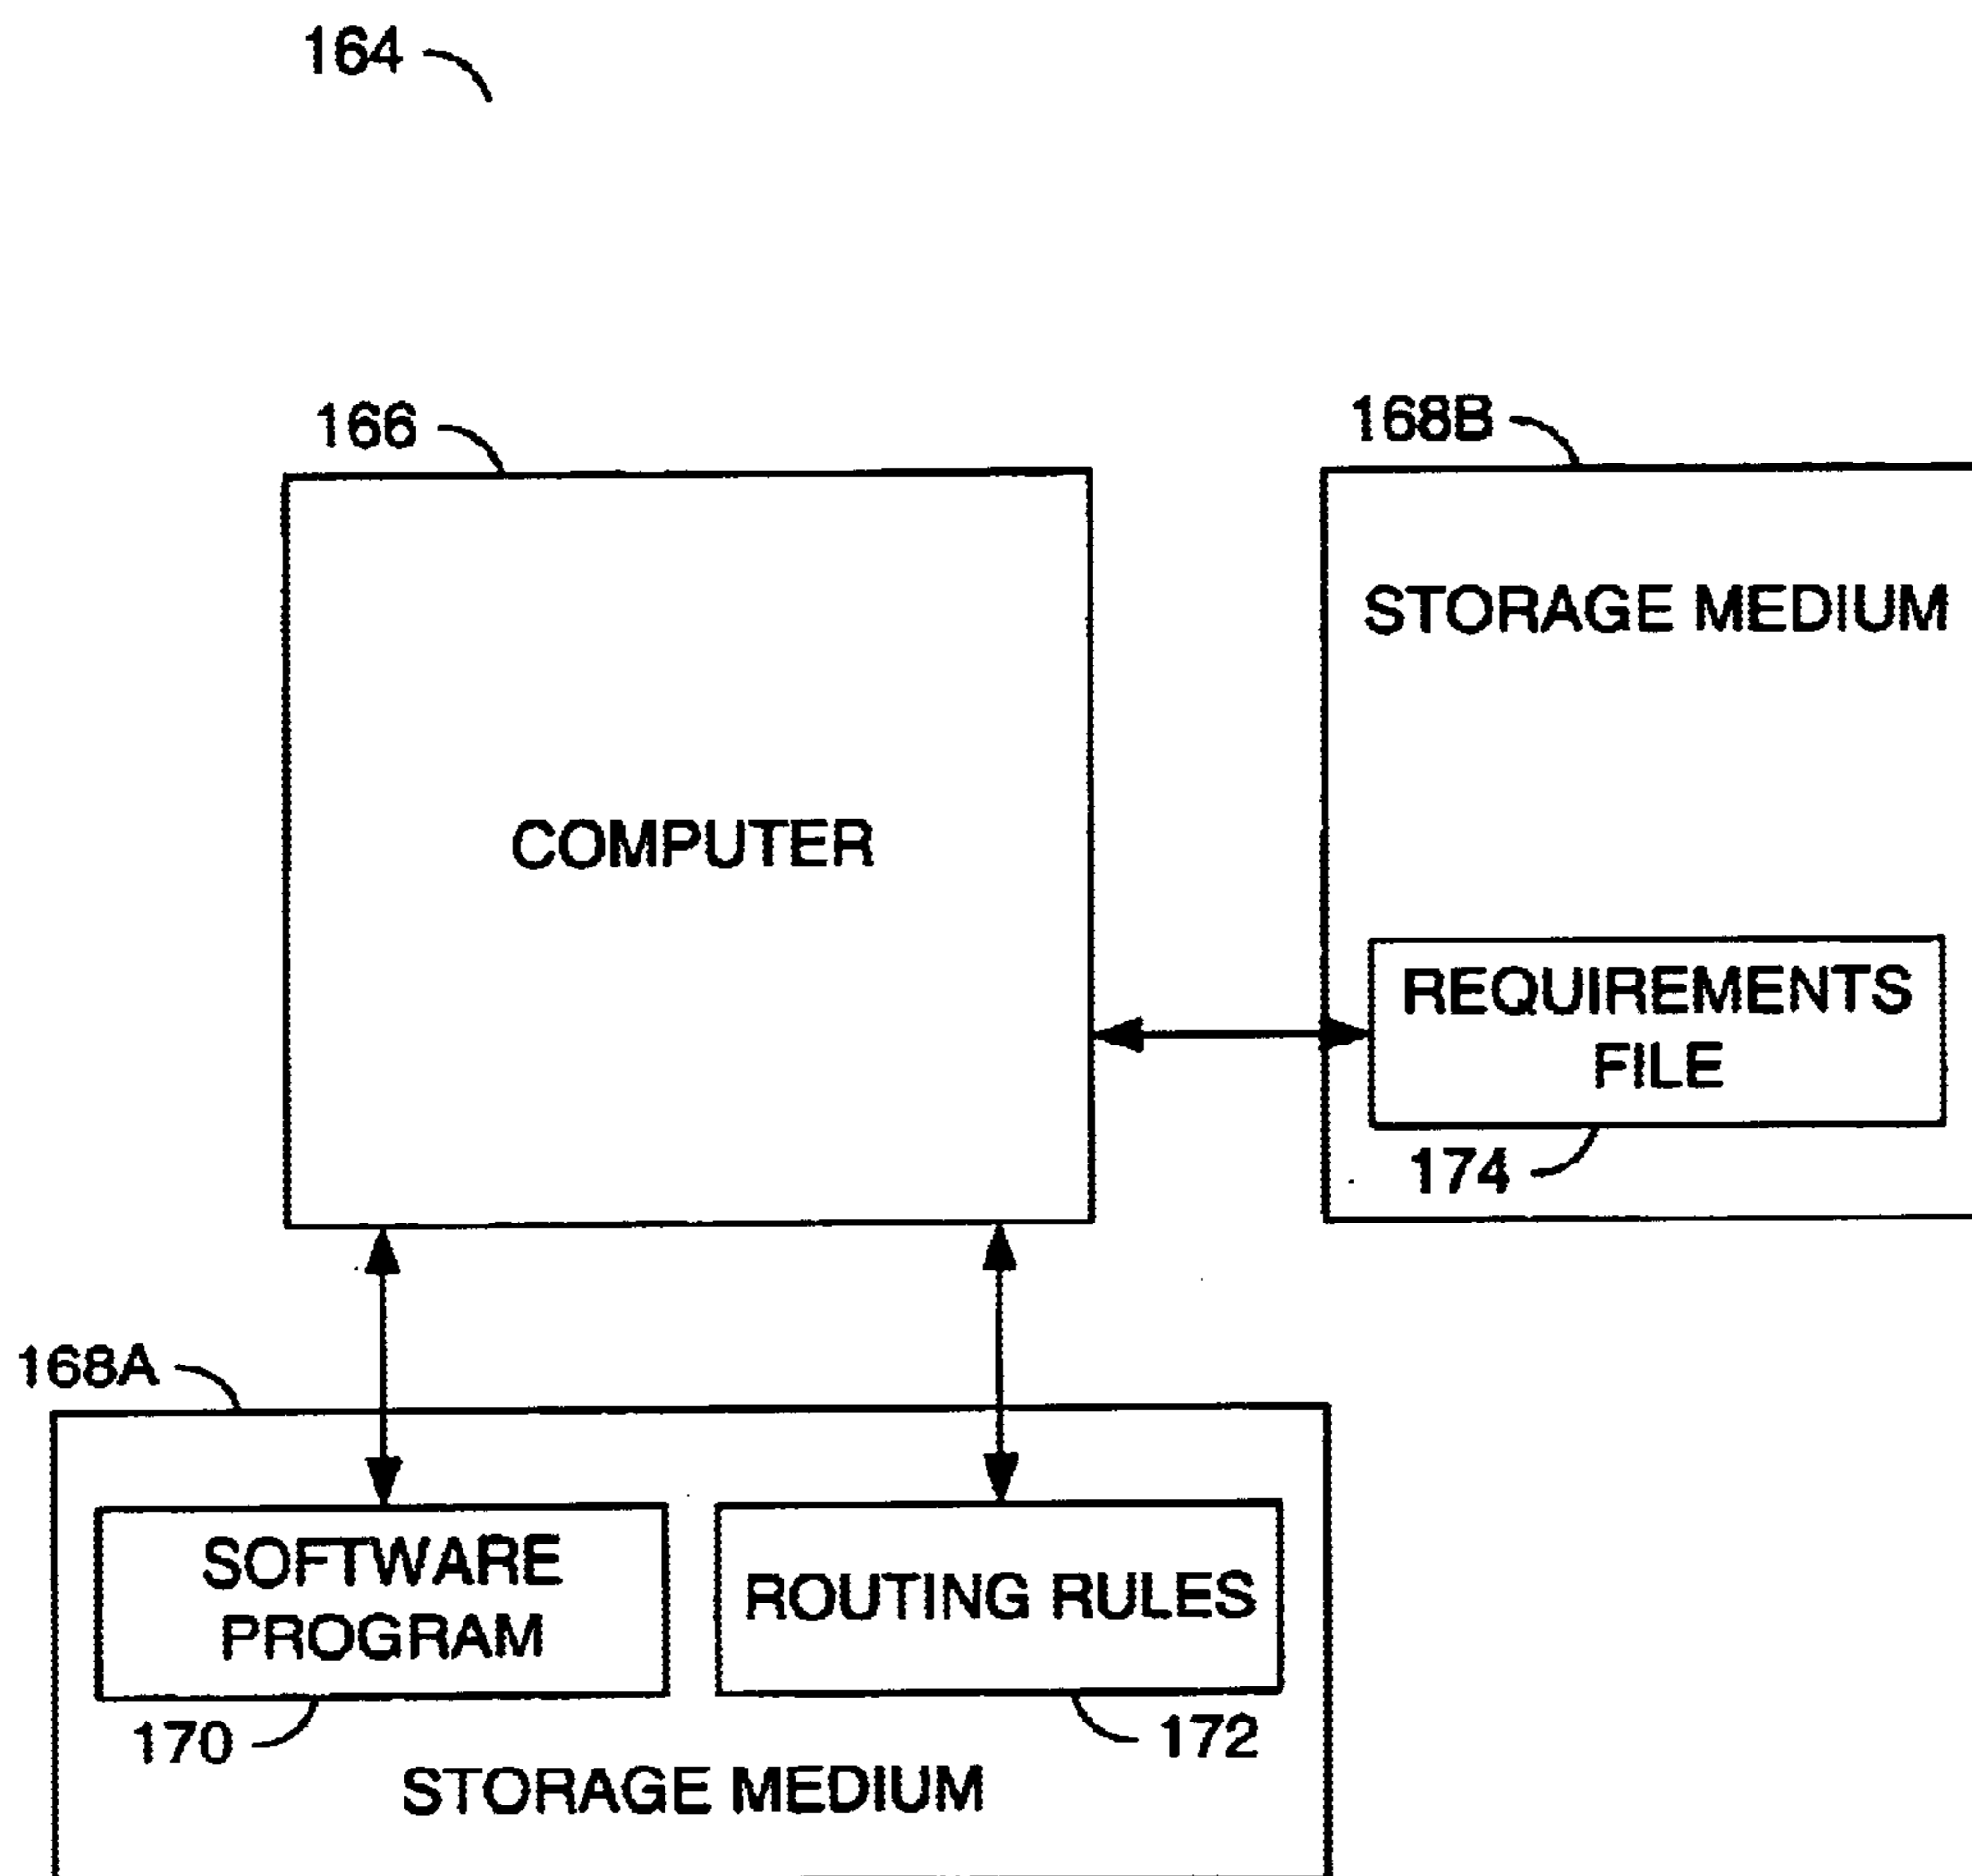 164
166
168B
STORAGE MEDIUM
COMPUTER
REQUIREMENTS
FILE
174
168A
SOFTWARE
PROGRAM
ROUTING RULES
170
172
STORAGE MEDIUM